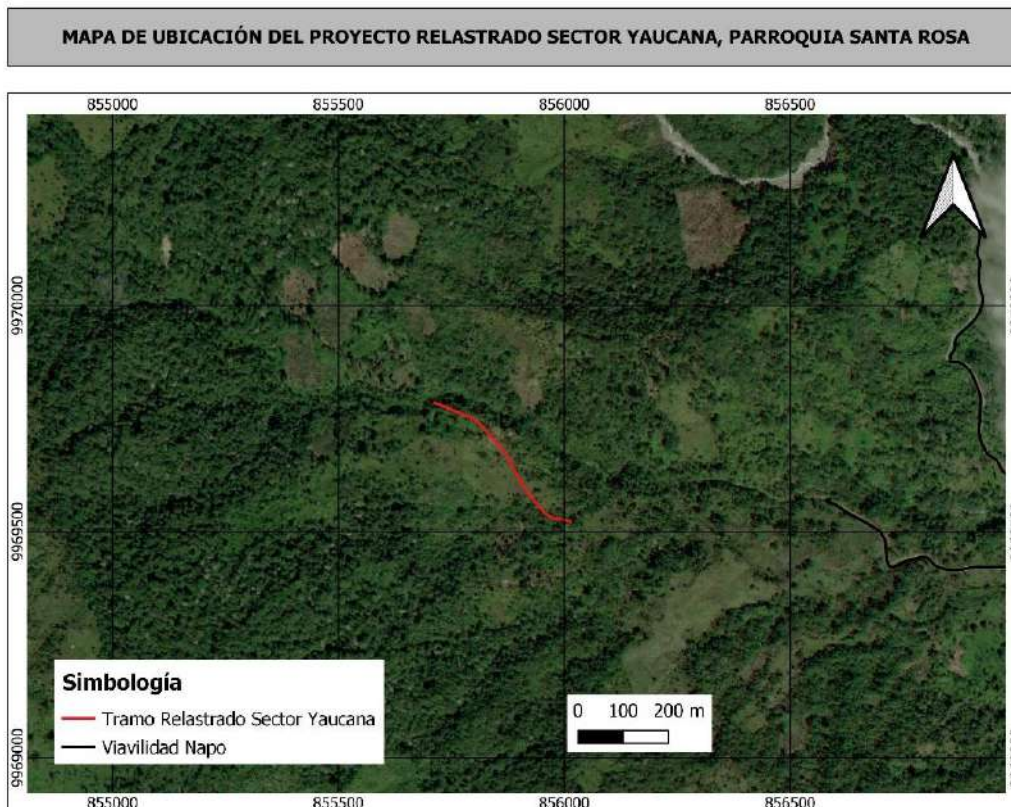 MAPA DE UBICACIÓN DEL PROYECTO RELASTRADO SECTOR YAUCANA, PARROQUIA SANTA ROSA
855000 855500 856000 856500
9970000
9969500
9969000
Simbología
Tramo Relastrado Sector Yaucana
Viavilidad Napo
0 100 200 m
855000 855500 856000 856500